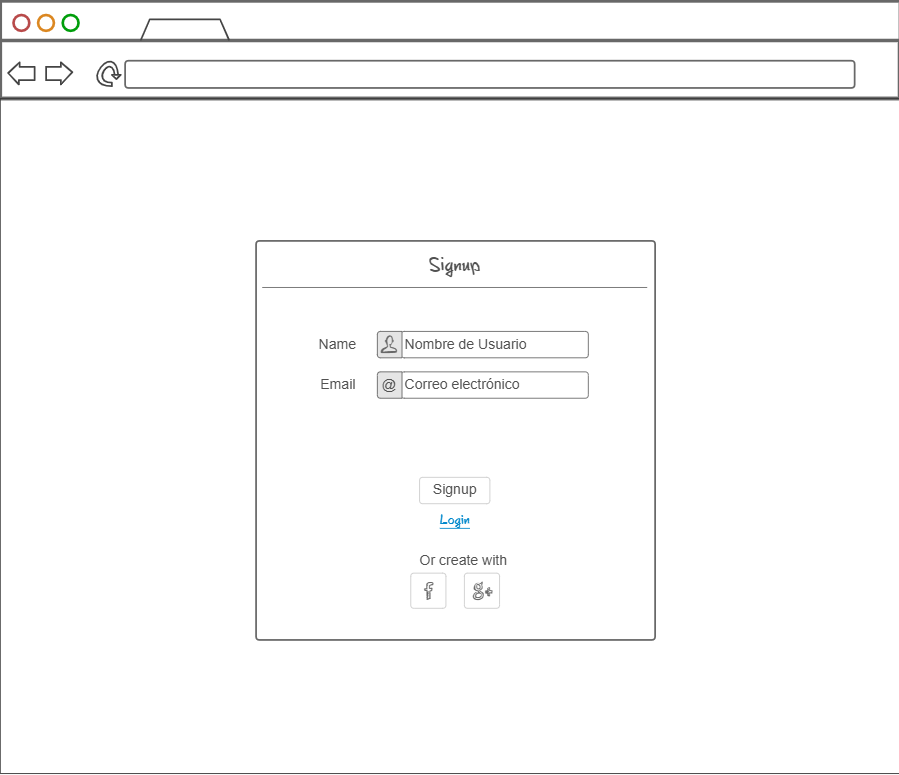 Signup
Name Nombre de Usuario
Email @ Correo electrónico
Signup
Login
Or create with
f g+